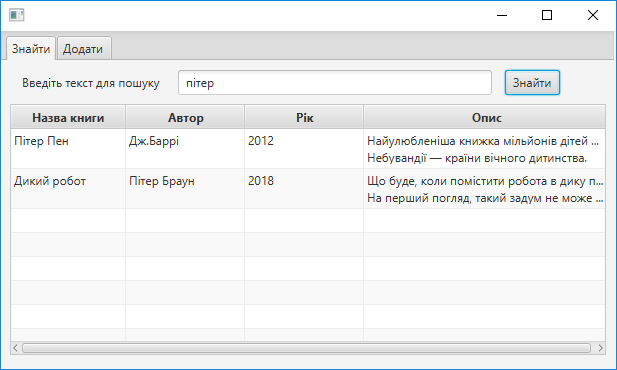 Знайти Додати
Введіть текст для пошуку пітер Знайти
Назва книги Автор Рік Опис
Пітер Пен Дж.Баррі 2012 Найулюбленіша книжка мільйонів дітей ...
Небувандії — країни вічного дитинства.
Дикий робот Пітер Браун 2018 Що буде, коли помістити робота в дику п...
На перший погляд, такий задум не може ...